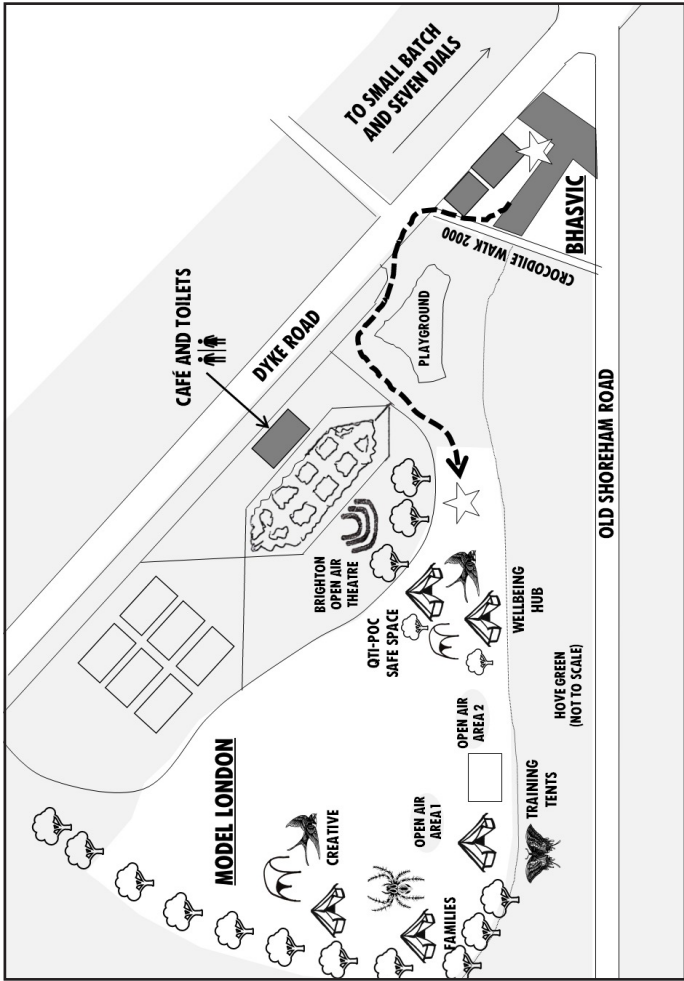 TO SMALL BATCH
AND SEVEN DIALS
CAFÉ AND TOILETS
DYKE ROAD
BHASVIC
CROCODILE WALK 2000
PLAYGROUND
BRIGHTON
OPEN AIR
THEATRE
QTI-POC
SAFE SPACE
WELLBEING
HUB
OLD SHOREHAM ROAD
HOVE GREEN
(NOT TO SCALE)
OPEN AIR
AREA 2
MODEL LONDON
OPEN AIR
AREA 1
CREATIVE
TRAINING
TENTS
FAMILIES